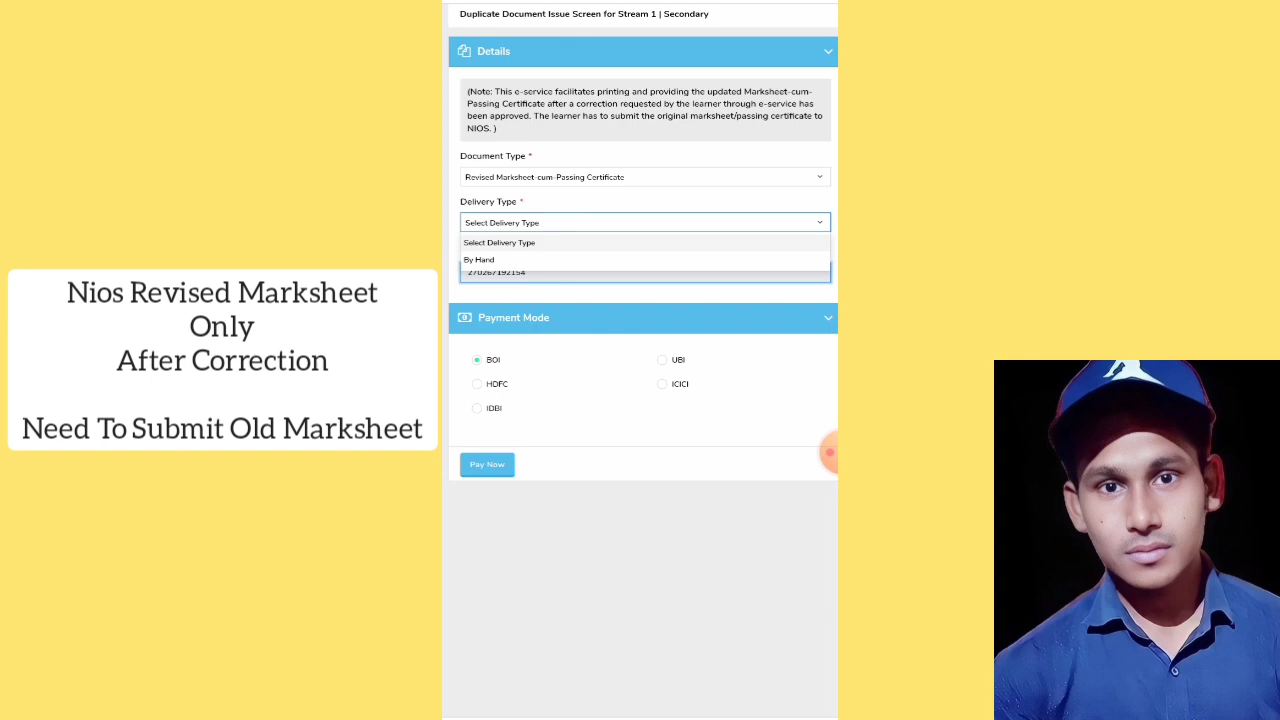 Duplicate Document Issue Screen for Stream 1 | Secondary
Details
(Note: This e-service facilitates printing and providing the updated Marksheet-cum-
Passing Certificate after a correction requested by the learner through e-service has
been approved. The learner has to submit the original marksheet/passing certificate to
NIOS. )
Document Type *
Revised Marksheet-cum-Passing Certificate
Delivery Type *
Select Delivery Type
Select Delivery Type
By Hand
270267192154
Payment Mode
BOI
UBI
HDFC
ICICI
IDBI
Pay Now
Nios Revised Marksheet
Only
After Correction
Need To Submit Old Marksheet